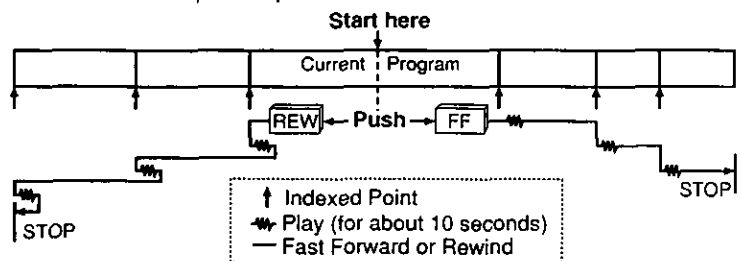 Start here
Current Program
REW Push FF
STOP
STOP
Indexed Point
Play (for about 10 seconds)
Fast Forward or Rewind